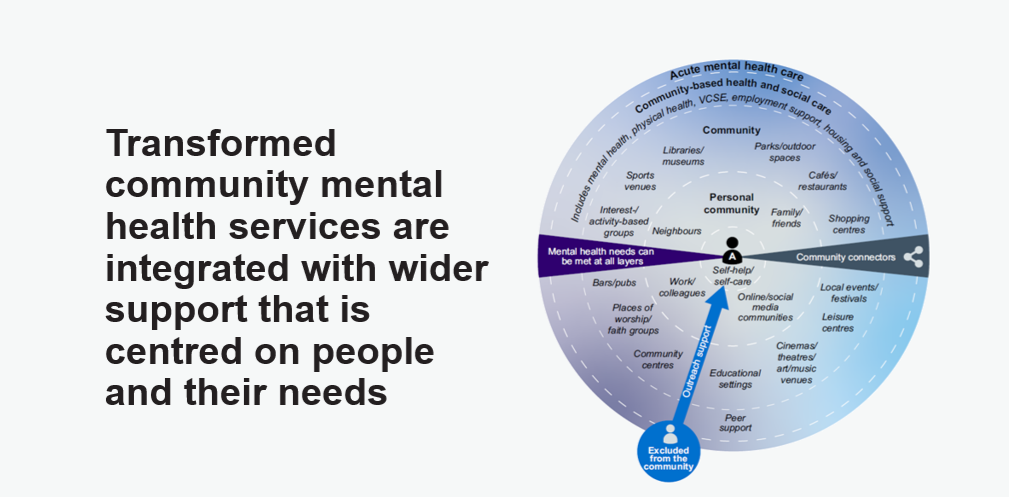 Transformed
community mental
health services are
integrated with wider
support that is
centred on people
and their needs
Acute mental health care
Community-based health and social care
Includes mental health, physical health, VCSE, employment support, housing and social support
Community
Libraries/
museums
Parks/outdoor
spaces
Sports
venues
Cafés/
restaurants
Personal
community
Interest-/
activity-based
groups
Neighbours
Family/
friends
Shopping
centres
Mental health needs can
be met at all layers
A
Community connectors
Self-help/
self-care
Bars/pubs
Work/
colleagues
Online/social
media
communities
Local events/
festivals
Places of
worship/
faith groups
Leisure
centres
Community
centres
Outreach support
Educational
settings
Cinemas/
theatres/
art/music
venues
Peer
support
Excluded
from the
community